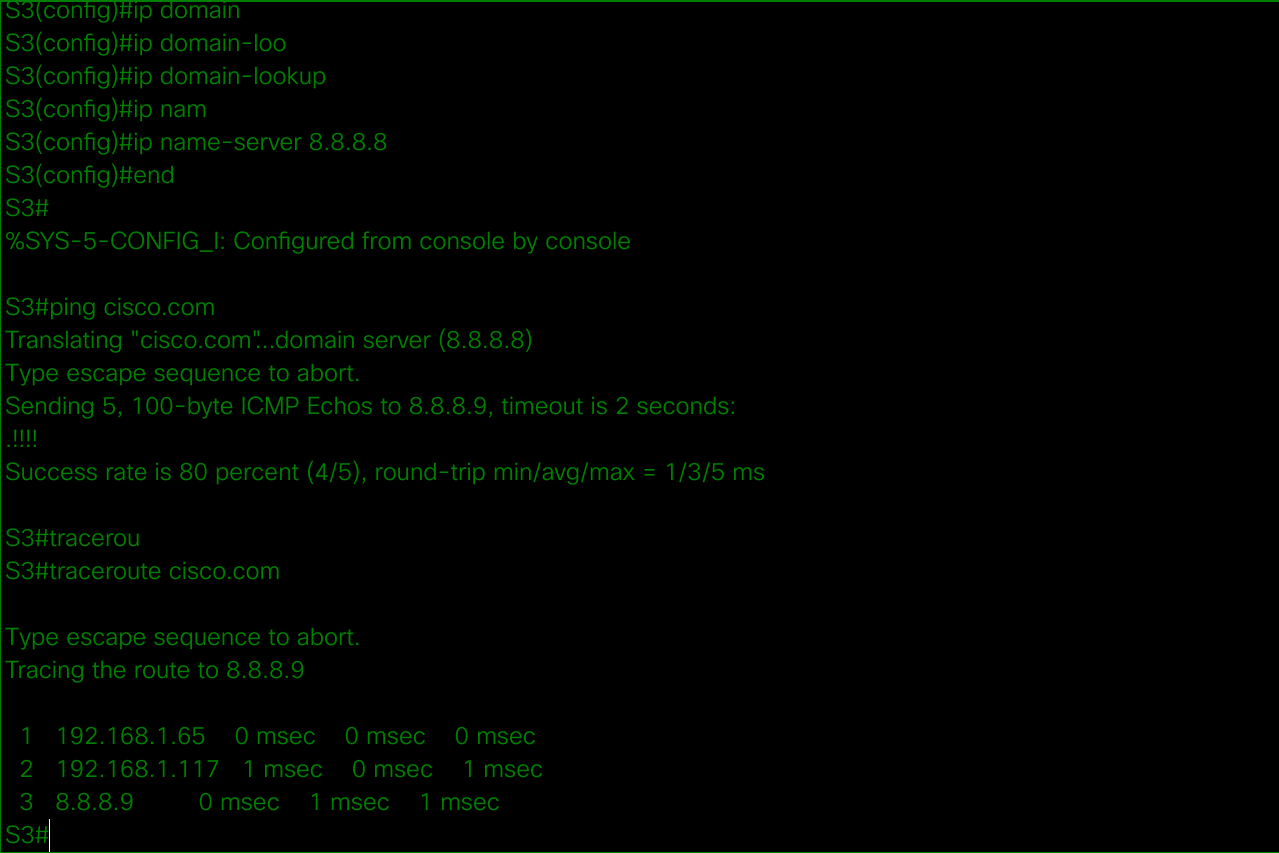 S3(config)#ip domain
S3(config)#ip domain-loo
S3(config)#ip domain-lookup
S3(config)#ip nam
S3(config)#ip name-server 8.8.8.8
S3(config)#end
S3#
%SYS-5-CONFIG_I: Configured from console by console
S3#ping cisco.com
Translating "cisco.com"...domain server (8.8.8.8)
Type escape sequence to abort.
Sending 5, 100-byte ICMP Echos to 8.8.8.9, timeout is 2 seconds:
.!!!!
Success rate is 80 percent (4/5), round-trip min/avg/max = 1/3/5 ms
S3#tracerou
S3#traceroute cisco.com
Type escape sequence to abort.
Tracing the route to 8.8.8.9
1 192.168.1.65 0 msec 0 msec 0 msec
2 192.168.1.117 1 msec 0 msec 1 msec
3 8.8.8.9 0 msec 1 msec 1 msec
S3#